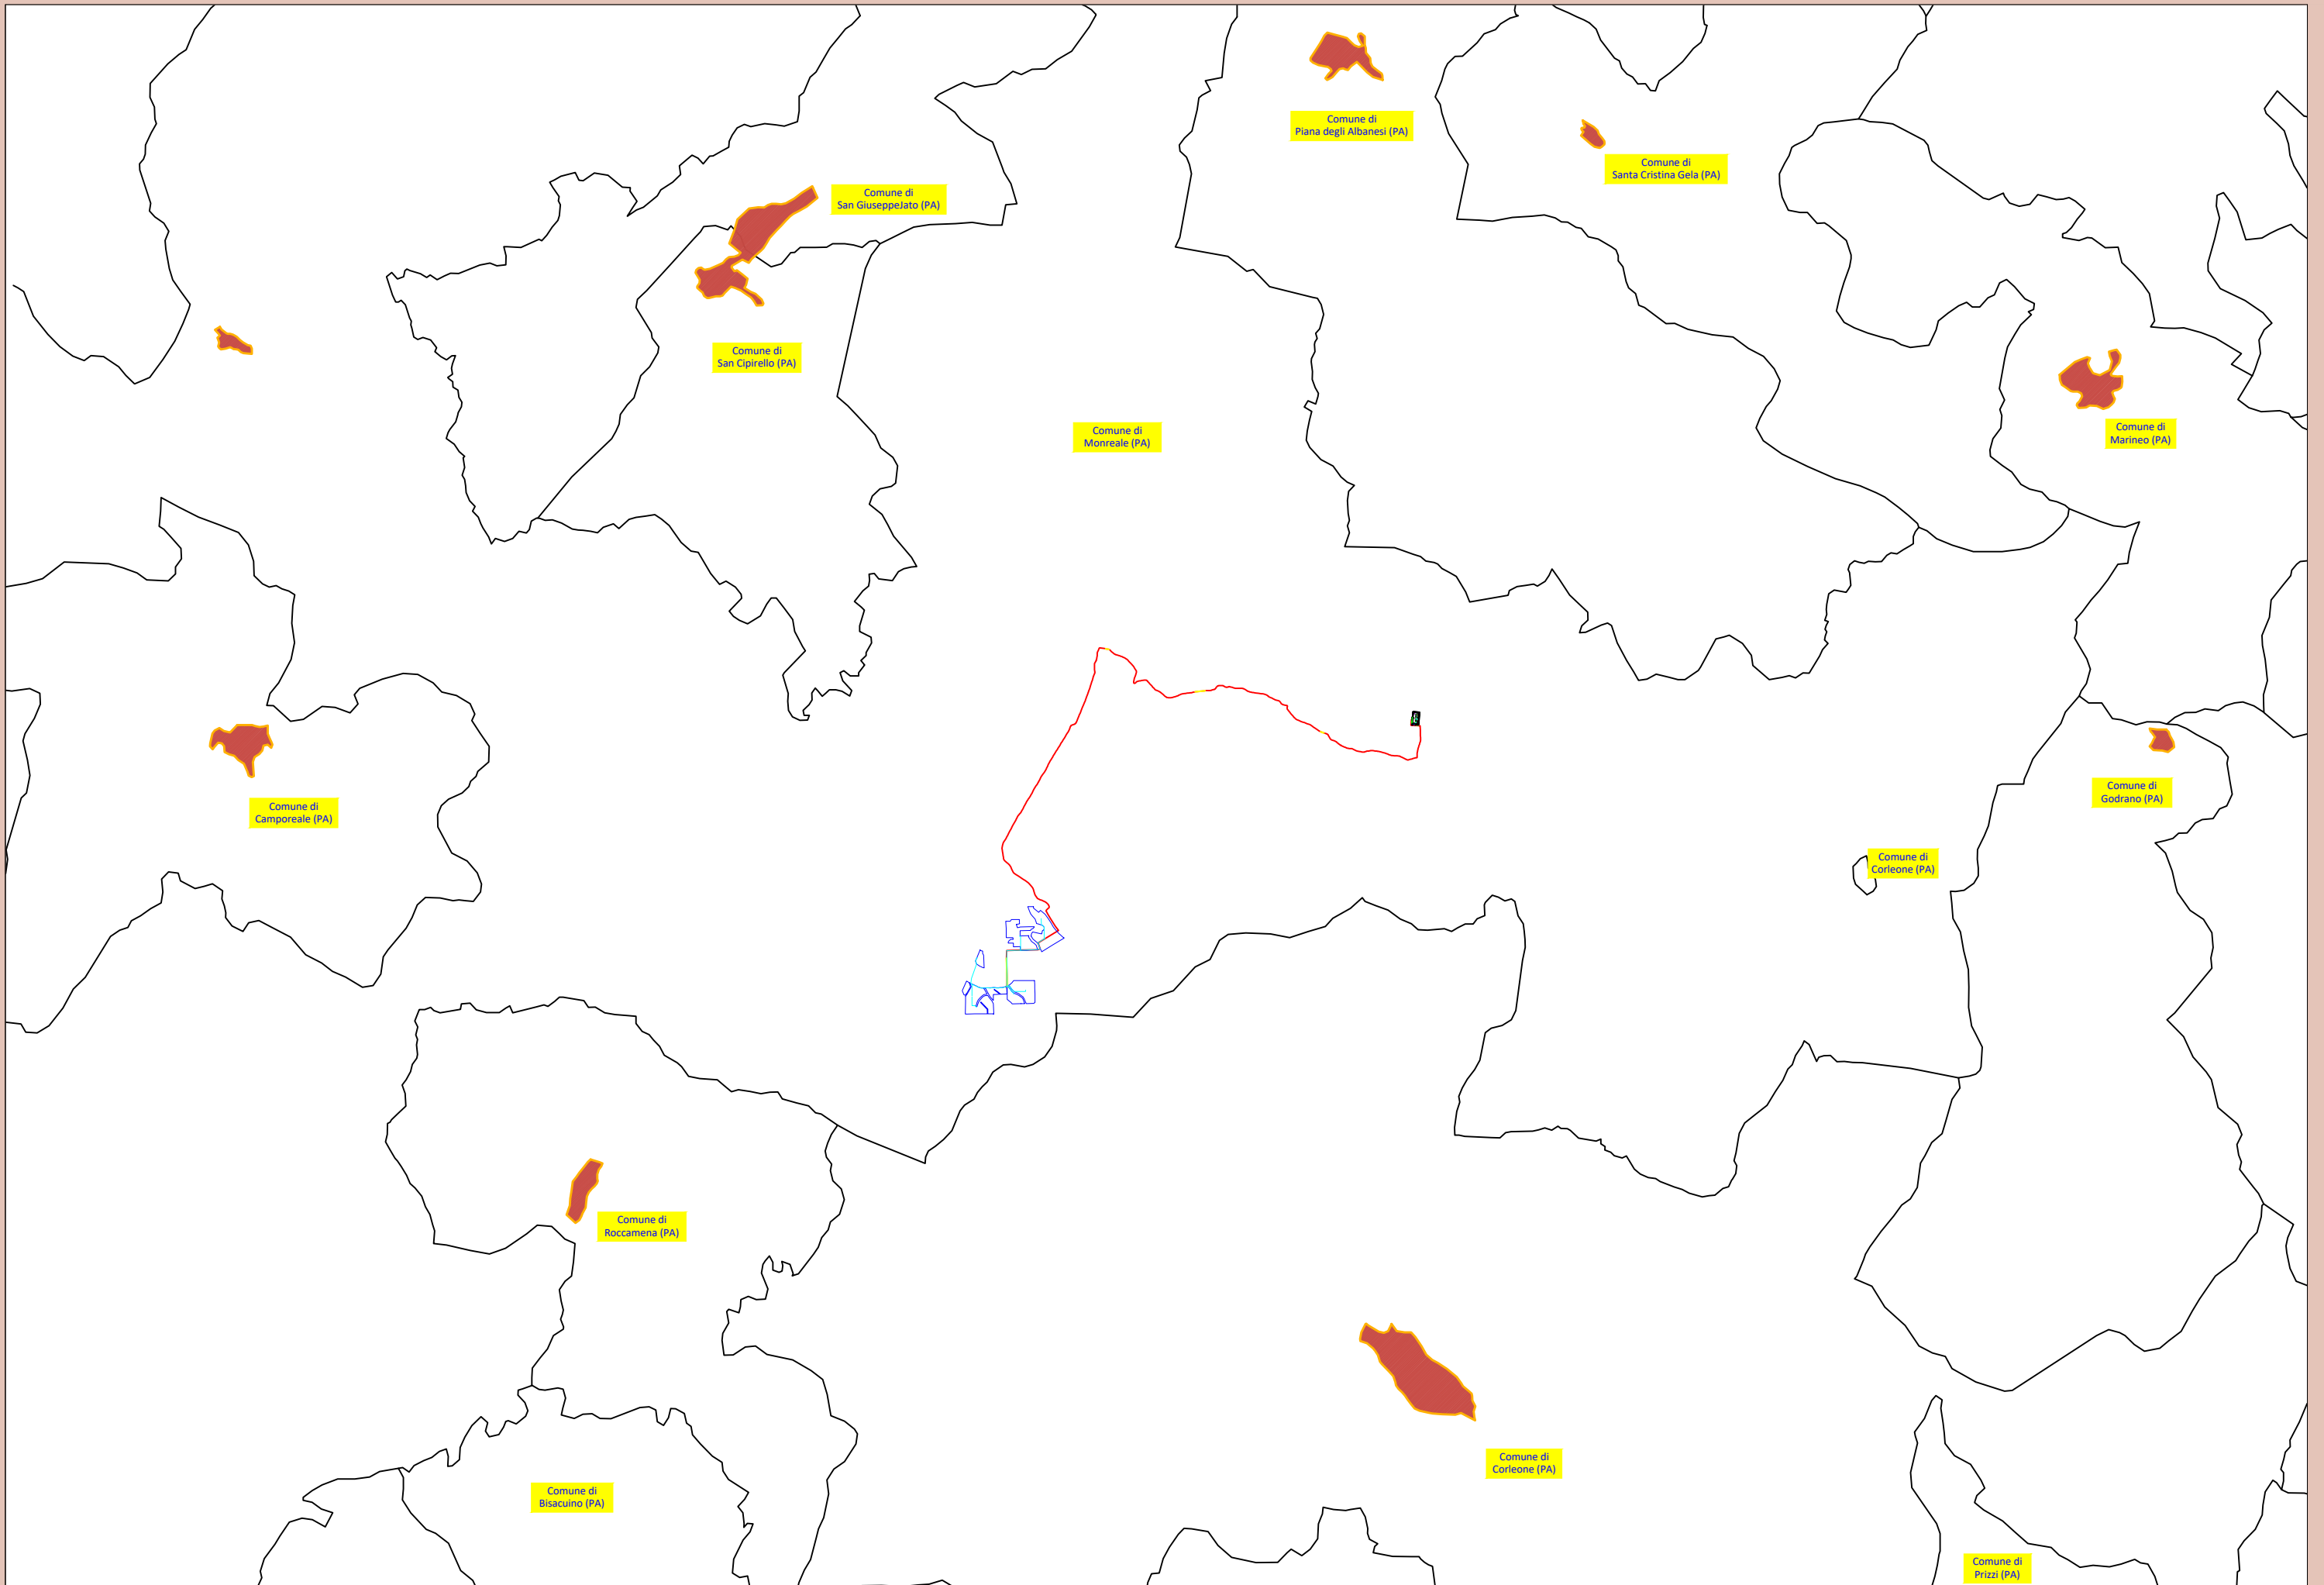 Comune di
Piana degli Albanesi (PA)
Comune di
Santa Cristina Gela (PA)
Comune di
San GiuseppeJato (PA)
Comune di
San Cipirello (PA)
Comune di
Monreale (PA)
Comune di
Marineo (PA)
Comune di
Godrano (PA)
Comune di
Camporeale (PA)
Comune di
Corleone (PA)
Comune di
Roccamena (PA)
Comune di
Corleone (PA)
Comune di
Bisacuino (PA)
Comune di
Prizzi (PA)